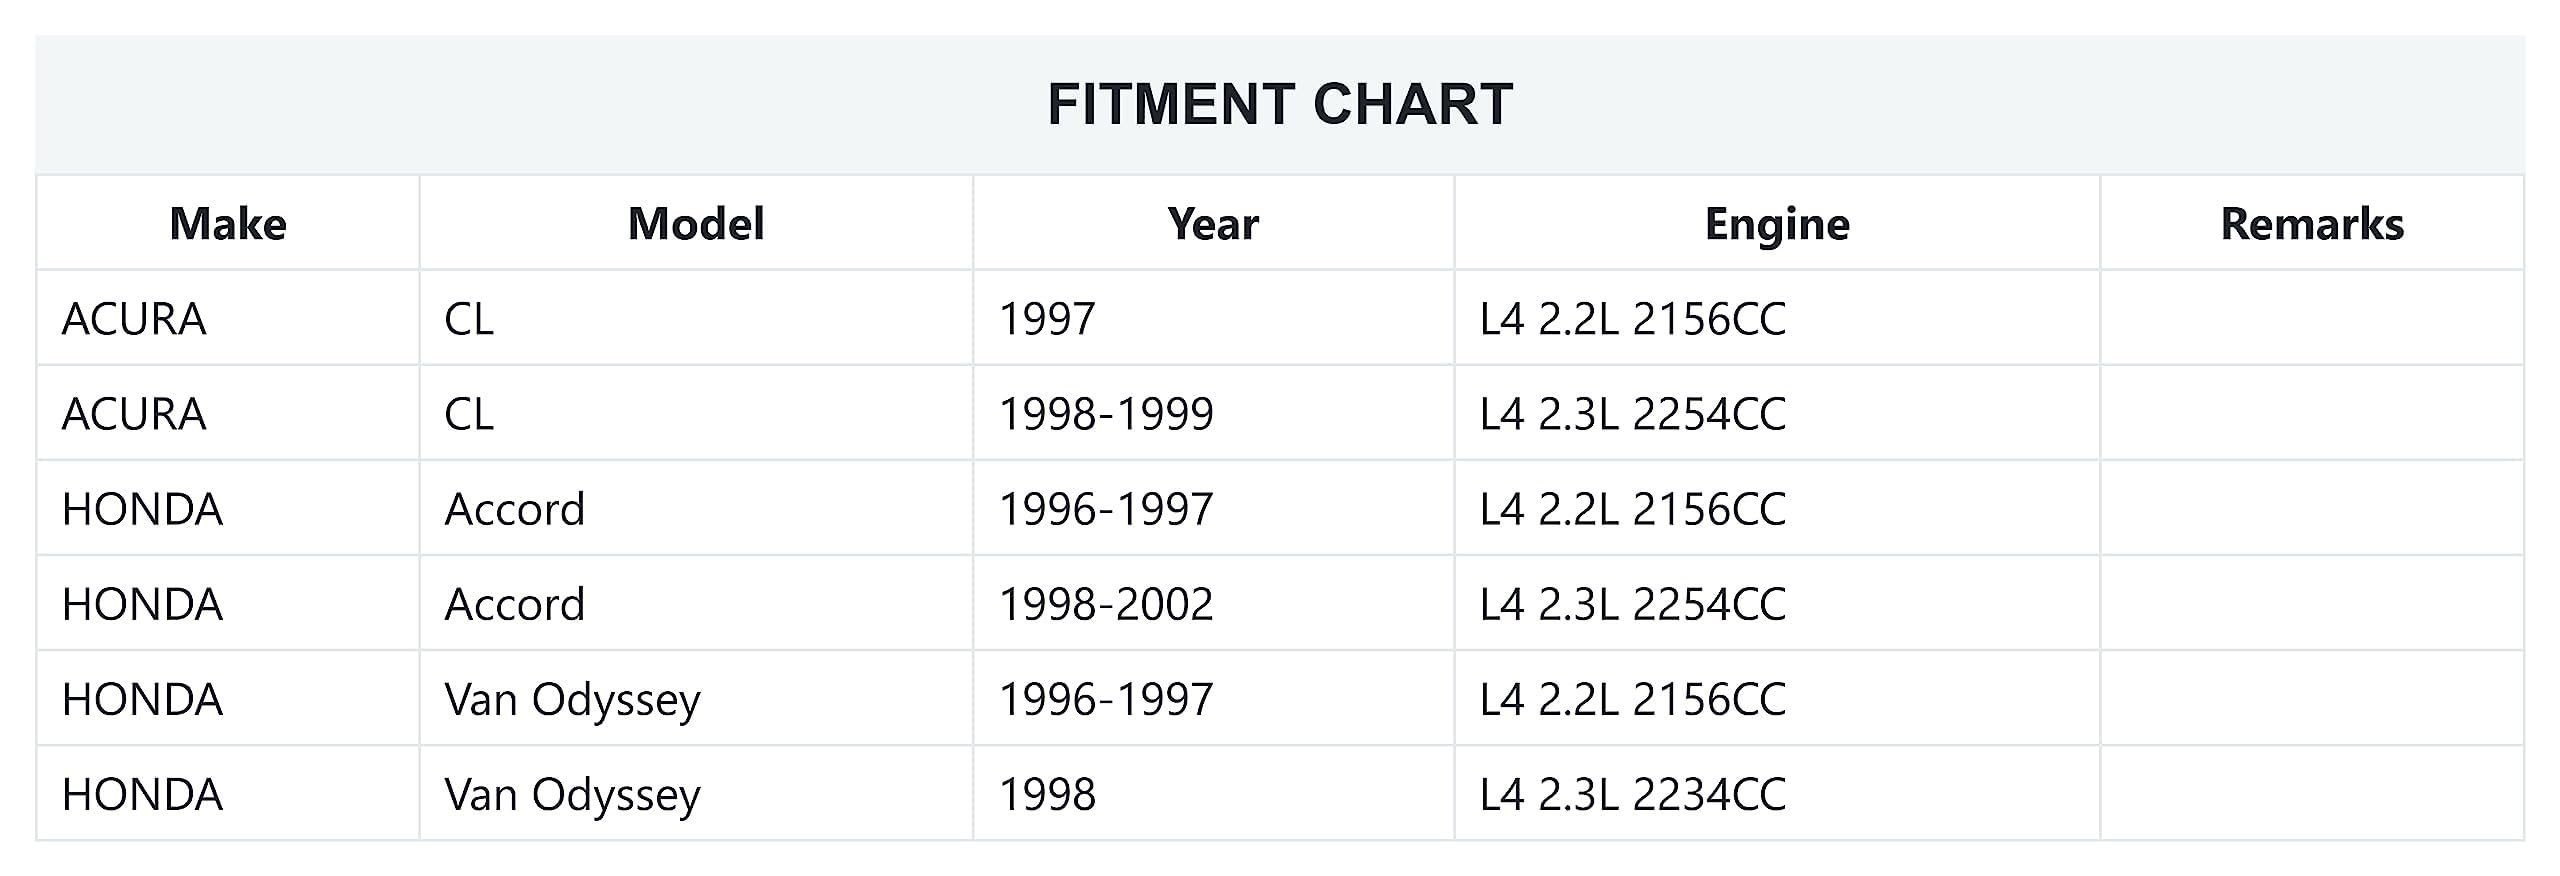 FITMENT CHART
Make Model Year Engine Remarks
ACURA CL 1997 L4 2.2L 2156CC
ACURA CL 1998-1999 L4 2.3L 2254CC
HONDA Accord 1996-1997 L4 2.2L 2156CC
HONDA Accord 1998-2002 L4 2.3L 2254CC
HONDA Van Odyssey 1996-1997 L4 2.2L 2156CC
HONDA Van Odyssey 1998 L4 2.3L 2234CC